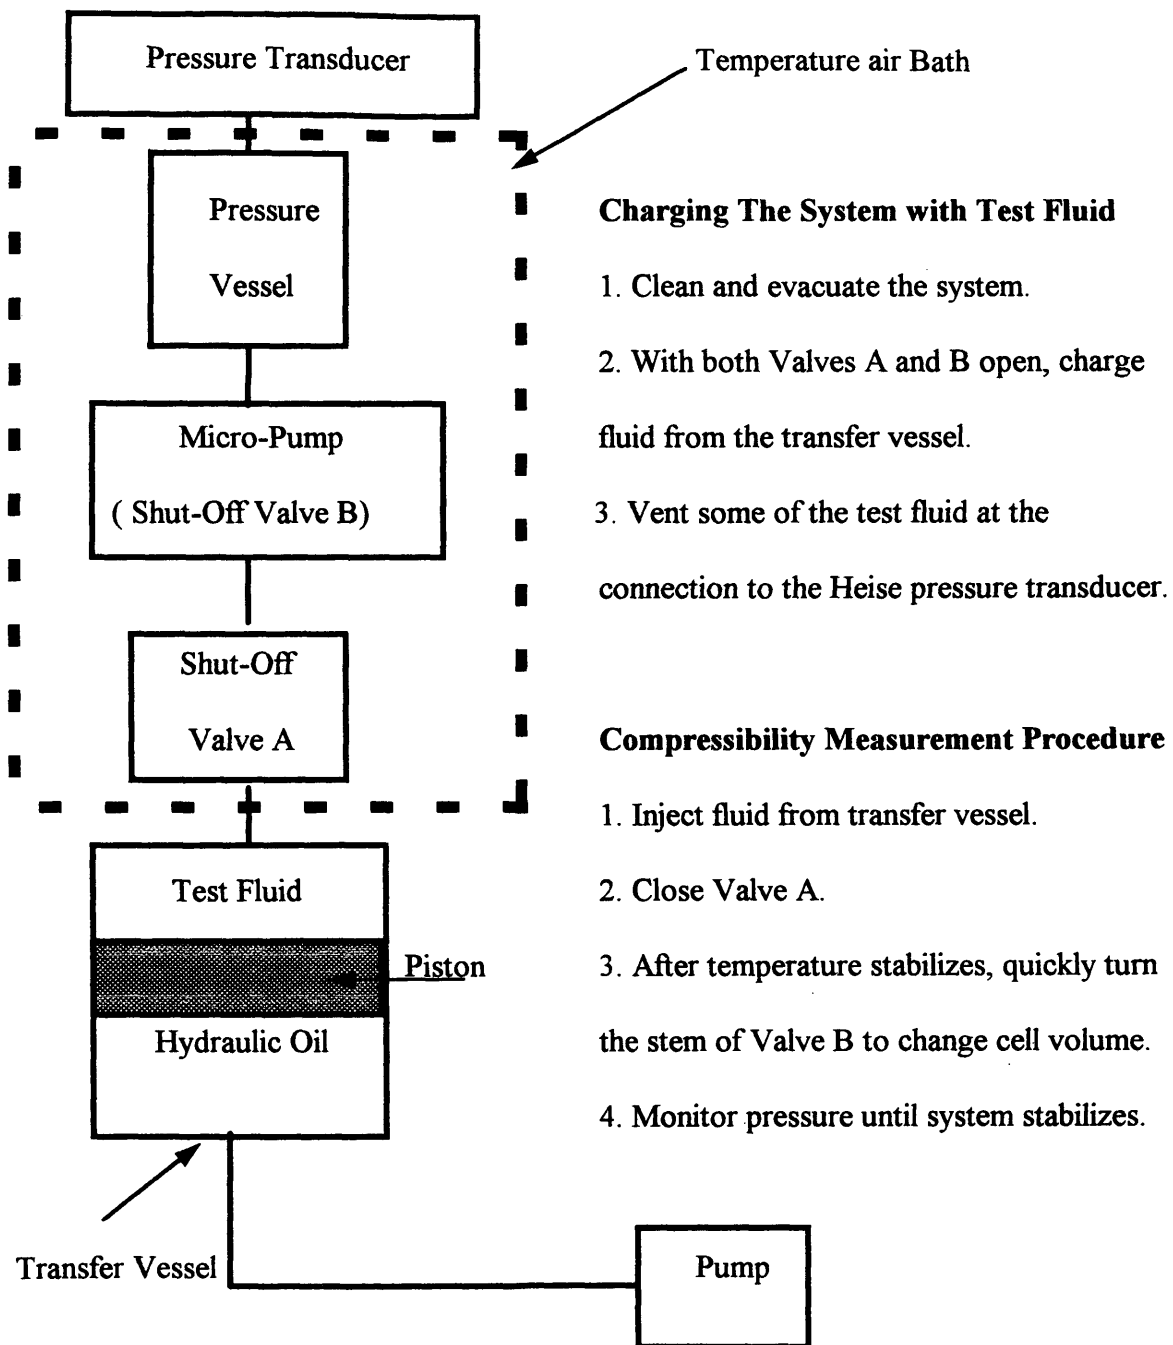 Pressure Transducer
Temperature air Bath
Pressure
Vessel
Micro-Pump
( Shut-Off Valve B)
Shut-Off
Valve A
Test Fluid
Piston
Hydraulic Oil
Transfer Vessel
Pump
Charging The System with Test Fluid
1. Clean and evacuate the system.
2. With both Valves A and B open, charge
fluid from the transfer vessel.
3. Vent some of the test fluid at the
connection to the Heise pressure transducer.
Compressibility Measurement Procedure
1. Inject fluid from transfer vessel.
2. Close Valve A.
3. After temperature stabilizes, quickly turn
the stem of Valve B to change cell volume.
4. Monitor pressure until system stabilizes.